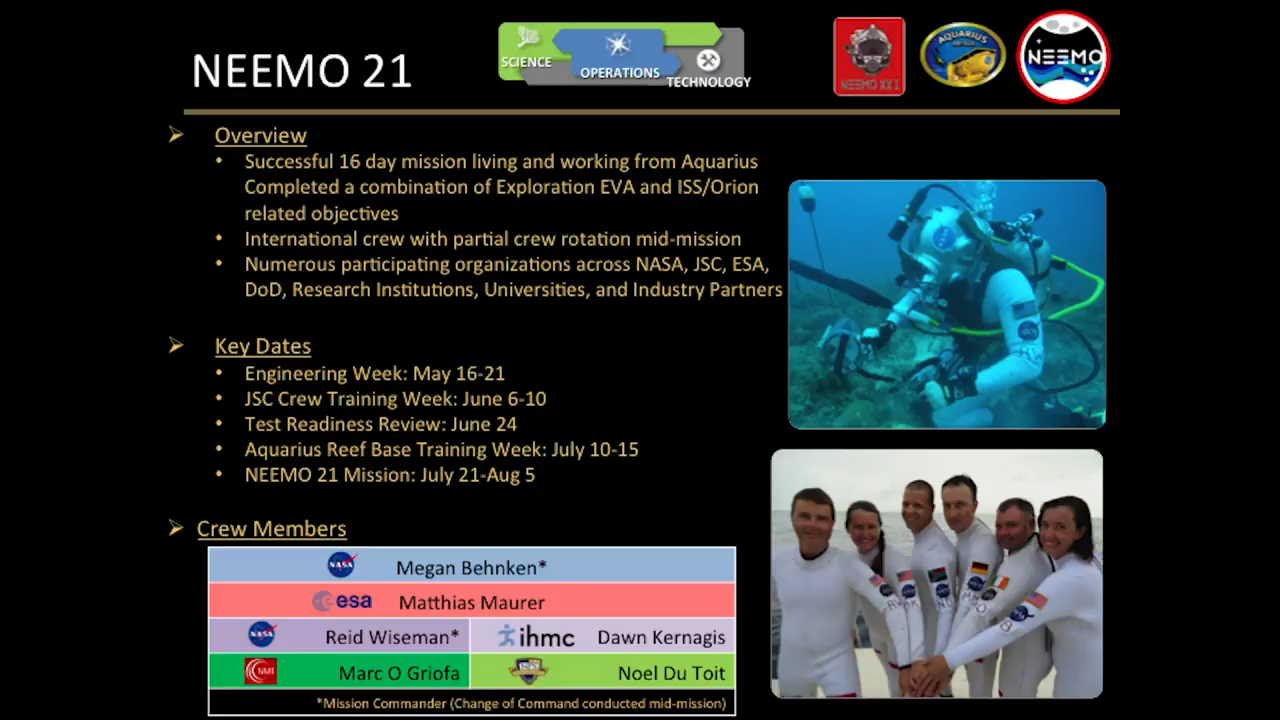 NEEMO 21
SCIENCE
OPERATIONS
TECHNOLOGY
NEEMO XXI
AQUARIUS
NEEMO
Overview
Successful 16 day mission living and working from Aquarius
Completed a combination of Exploration EVA and ISS/Orion
related objectives
International crew with partial crew rotation mid-mission
Numerous participating organizations across NASA, JSC, ESA,
DoD, Research Institutions, Universities, and Industry Partners
Key Dates
Engineering Week: May 16-21
JSC Crew Training Week: June 6-10
Test Readiness Review: June 24
Aquarius Reef Base Training Week: July 10-15
NEEMO 21 Mission: July 21-Aug 5
Crew Members
NASA Megan Behnken*
esa Matthias Maurer
NASA Reid Wiseman* ihmc Dawn Kernagis
Marc O Griofa Noel Du Toit
*Mission Commander (Change of Command conducted mid-mission)